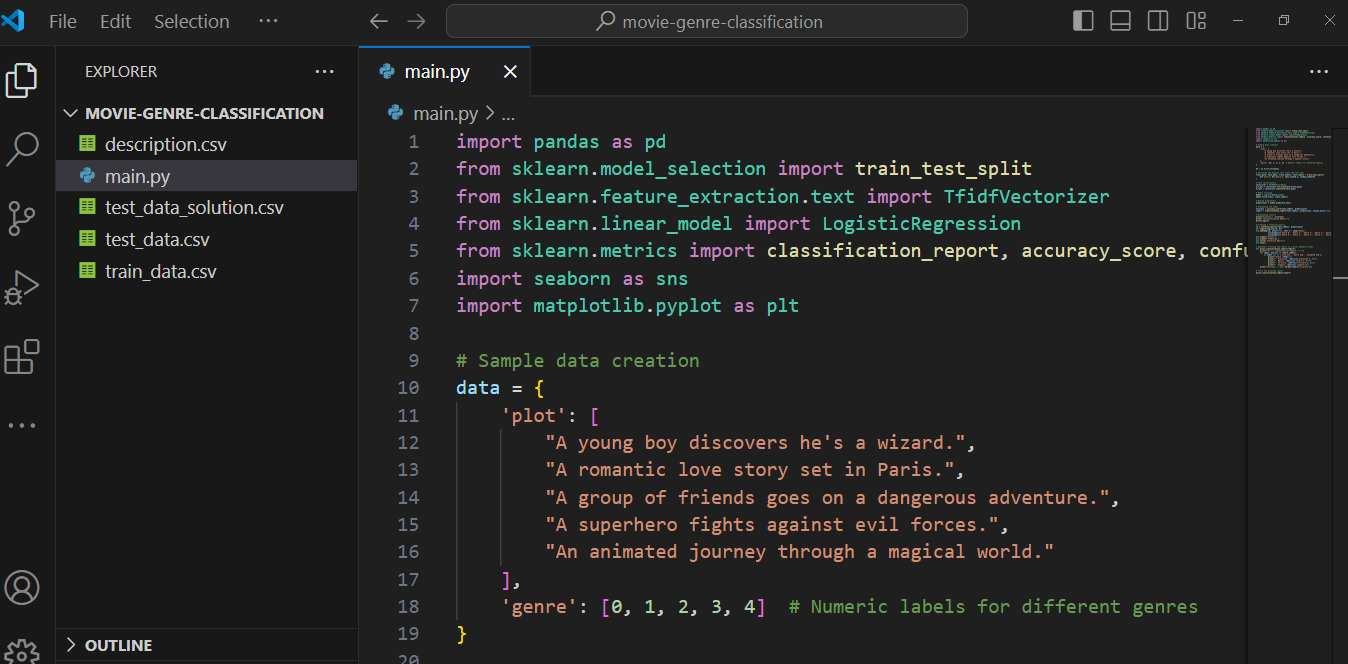 File Edit Selection ··· movie-genre-classification
EXPLORER ···
MOVIE-GENRE-CLASSIFICATION
description.csv
main.py
test_data_solution.csv
test_data.csv
train_data.csv
OUTLINE
main.py ···
main.py > ...
1 import pandas as pd
2 from sklearn.model_selection import train_test_split
3 from sklearn.feature_extraction.text import TfidfVectorizer
4 from sklearn.linear_model import LogisticRegression
5 from sklearn.metrics import classification_report, accuracy_score, confu
6 import seaborn as sns
7 import matplotlib.pyplot as plt
8
9 # Sample data creation
10 data = {
11 'plot': [
12 "A young boy discovers he's a wizard.",
13 "A romantic love story set in Paris.",
14 "A group of friends goes on a dangerous adventure.",
15 "A superhero fights against evil forces.",
16 "An animated journey through a magical world."
17 ],
18 'genre': [0, 1, 2, 3, 4] # Numeric labels for different genres
19 }
20